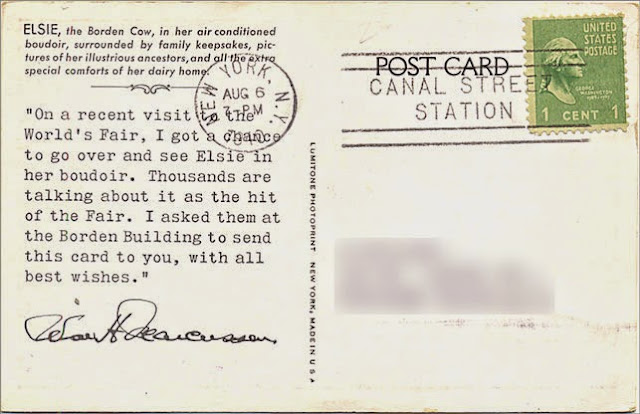 ELSIE, the Borden Cow, in her air conditioned
boudoir, surrounded by family keepsakes, pic-
tures of her illustrious ancestors, and all the extra
special comforts of her dairy home.
"On a recent visit to the
World's Fair, I got a chance
to go over and see Elsie in
her boudoir. Thousands are
talking about it as the hit
of the Fair. I asked them at
the Borden Building to send
this card to you, with all
best wishes."
NEW YORK, N.Y.
AUG 6
7-PM
1940
LUMITONE PHOTOPRINT NEW YORK, MADE IN U S A
POST CARD
CANAL STREET
STATION
UNITED
STATES
POSTAGE
GEORGE
WASHINGTON
1 CENT 1